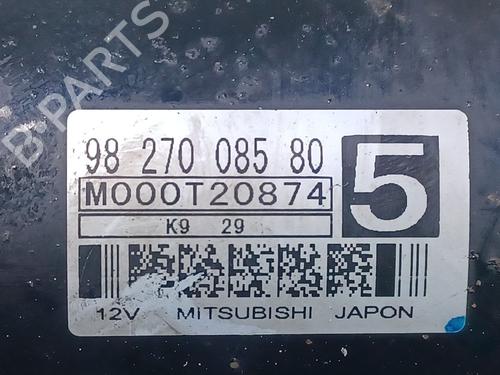 B-PARTS
98 270 085 80
M000T20874
5
K9 29
12V MITSUBISHI JAPON